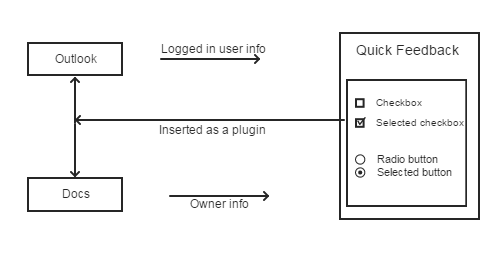 Outlook
Logged in user info
Quick Feedback
Checkbox
Selected checkbox
Inserted as a plugin
Radio button
Selected button
Docs
Owner info